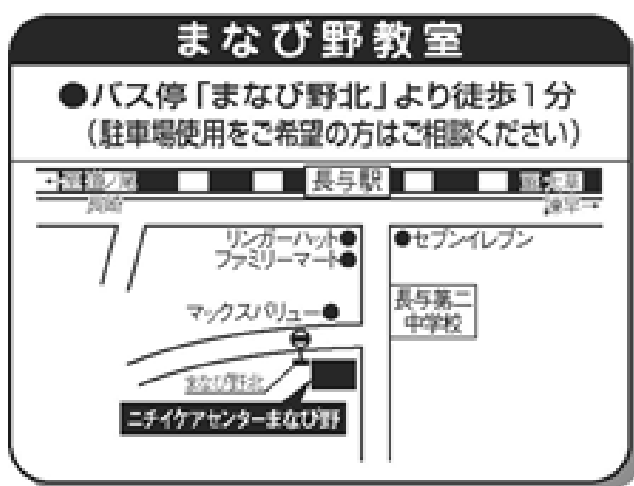 まなび野教室
●バス停「まなび野北」より徒歩1分
（駐車場使用をご希望の方はご相談ください）
長与駅
長崎
諫早→
リンガーハット●
ファミリーマート●
●セブンイレブン
マックスバリュー●
長与第二
中学校
まなび野北
ニチイケアセンターまなび野